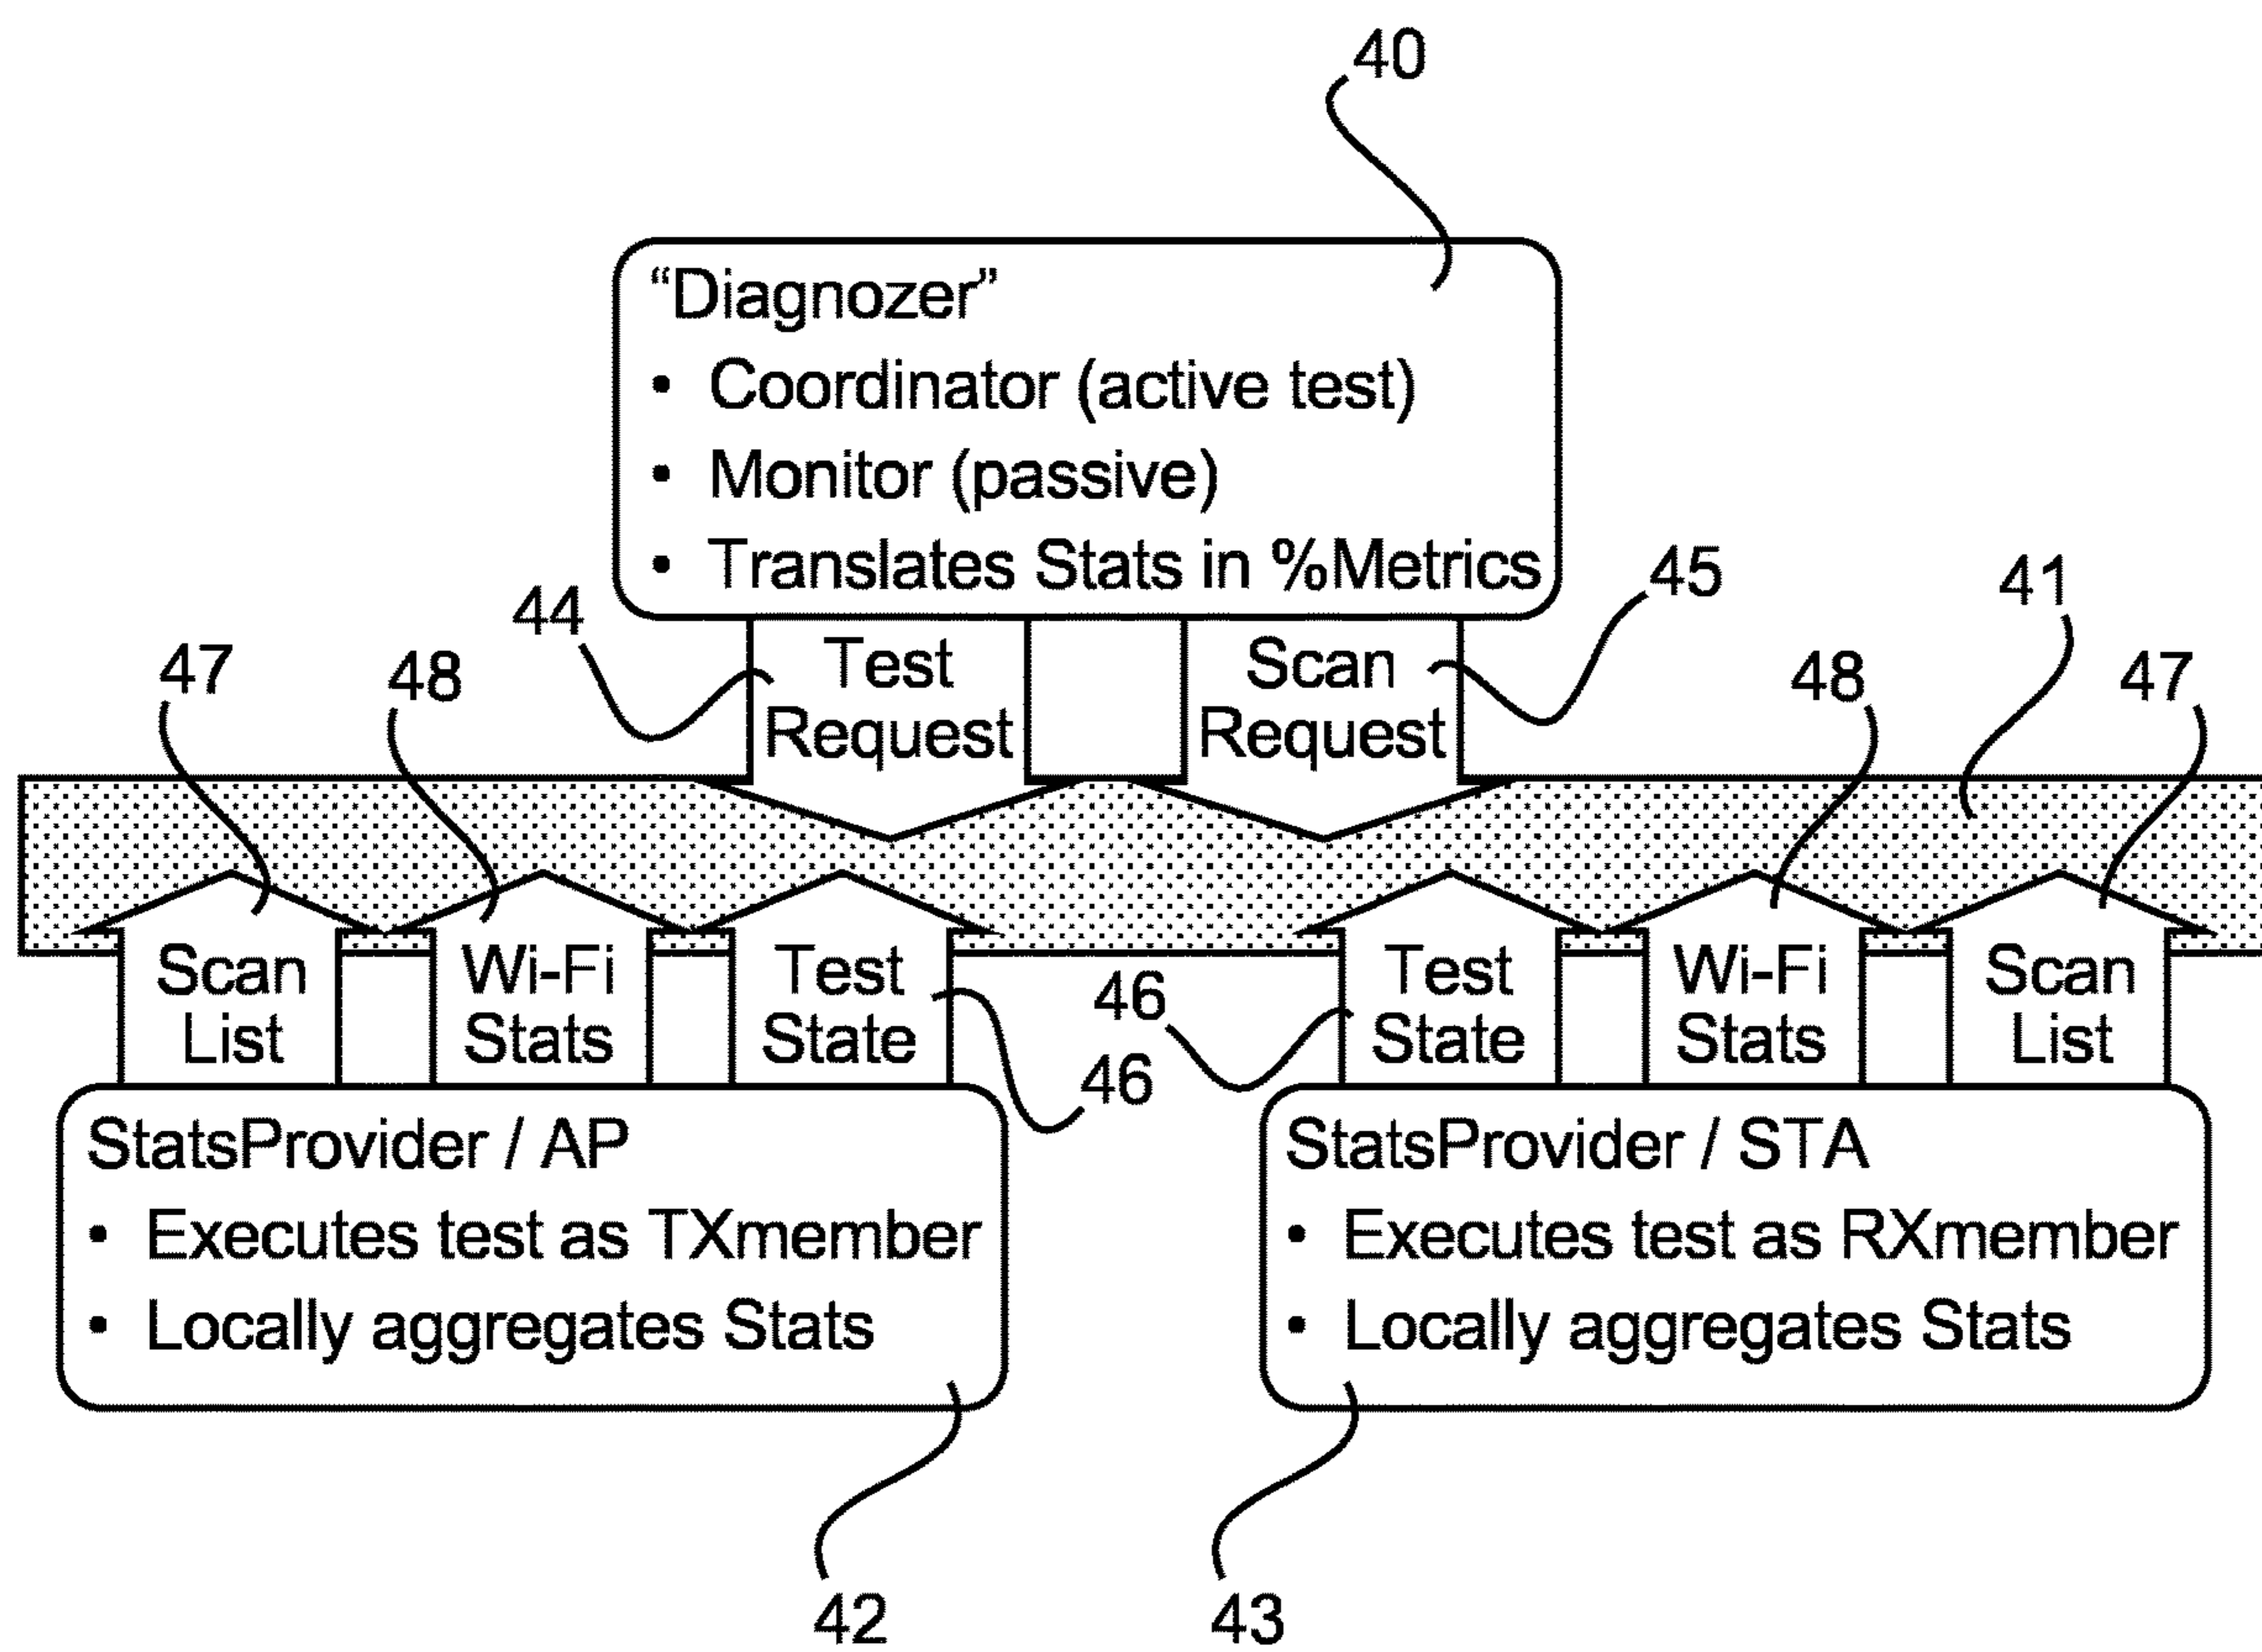 40
“Diagnozer”
• Coordinator (active test)
• Monitor (passive)
• Translates Stats in %Metrics
44
45
41
47
48
Test
Request
Scan
Request
48
47
Scan
List
Wi-Fi
Stats
Test
State
46
46
Test
State
Wi-Fi
Stats
Scan
List
StatsProvider / AP
• Executes test as TXmember
• Locally aggregates Stats
StatsProvider / STA
• Executes test as RXmember
• Locally aggregates Stats
42
43